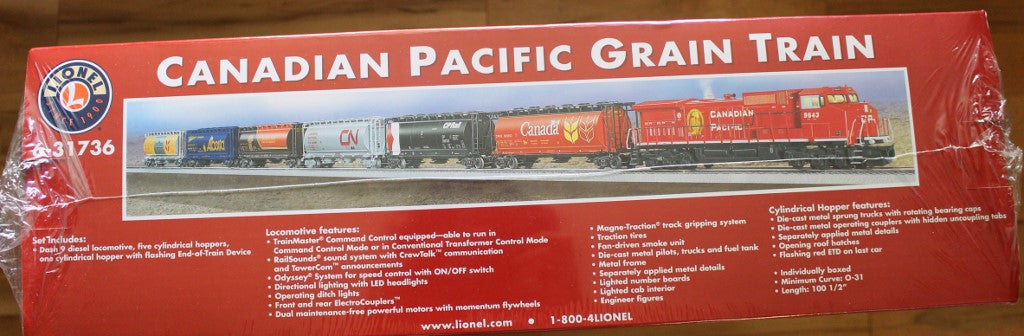 CANADIAN PACIFIC GRAIN TRAIN
LIONEL
SINCE 1900
L
6-31736
Alberta
CN
CP Rail
Canada
CANADIAN
PACIFIC
9643
Set Includes:
• Dash 9 diesel locomotive, five cylindrical hoppers,
one cylindrical hopper with flashing End-of-Train Device
Locomotive features:
• TrainMaster® Command Control equipped—able to run in
Command Control Mode or in Conventional Transformer Control Mode
• RailSounds® sound system with CrewTalk™ communication
and TowerCom™ announcements
• Odyssey® System for speed control with ON/OFF switch
• Directional lighting with LED headlights
• Operating ditch lights
• Front and rear ElectroCouplers™
• Dual maintenance-free powerful motors with momentum flywheels
• Magne-Traction® track gripping system
• Traction tires
• Fan-driven smoke unit
• Die-cast metal pilots, trucks and fuel tank
• Metal frame
• Separately applied metal details
• Lighted number boards
• Lighted cab interior
• Engineer figures
Cylindrical Hopper features:
• Die-cast metal sprung trucks with rotating bearing caps
• Die-cast metal operating couplers with hidden uncoupling tabs
• Separately applied metal details
• Opening roof hatches
• Flashing red ETD on last car
• Individually boxed
• Minimum Curve: O-31
• Length: 100 1/2"
www.lionel.com • 1-800-4LIONEL